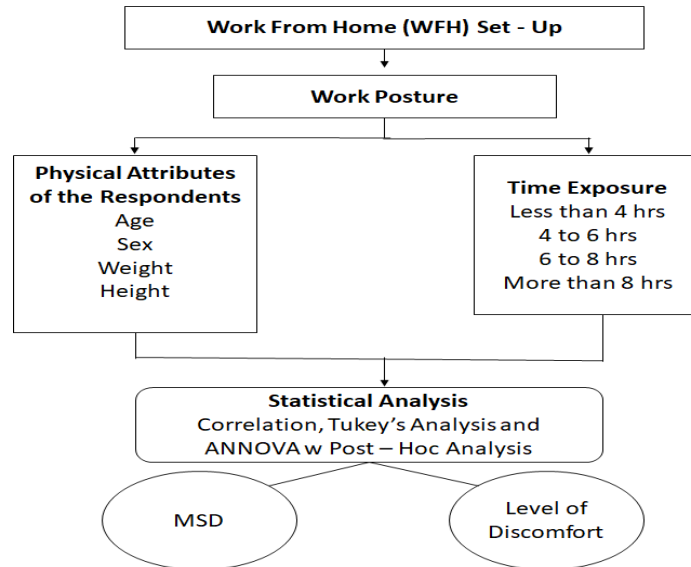 Work From Home (WFH) Set - Up
Work Posture
Physical Attributes
of the Respondents
Age
Sex
Weight
Height
Time Exposure
Less than 4 hrs
4 to 6 hrs
6 to 8 hrs
More than 8 hrs
Statistical Analysis
Correlation, Tukey's Analysis and
ANNOVA w Post – Hoc Analysis
MSD
Level of
Discomfort